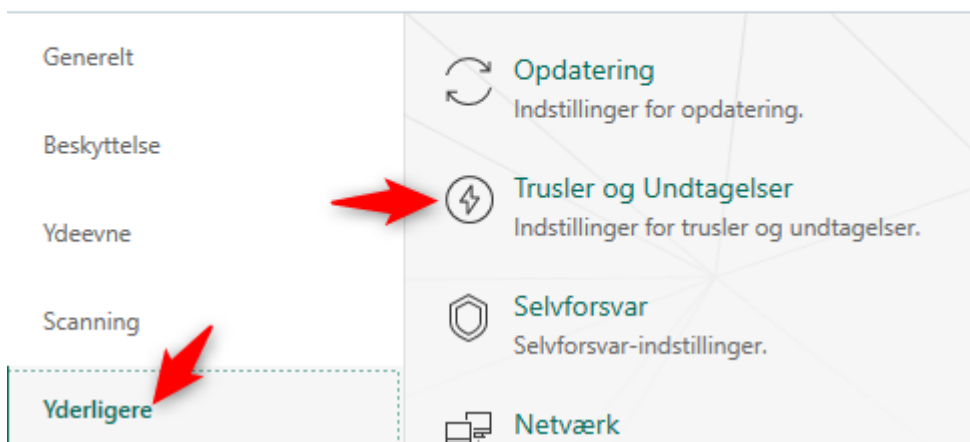 Generelt
Beskyttelse
Ydeevne
Scanning
Yderligere
Opdatering
Indstillinger for opdatering.
Trusler og Undtagelser
Indstillinger for trusler og undtagelser.
Selvforsvar
Selvforsvar-indstillinger.
Netværk